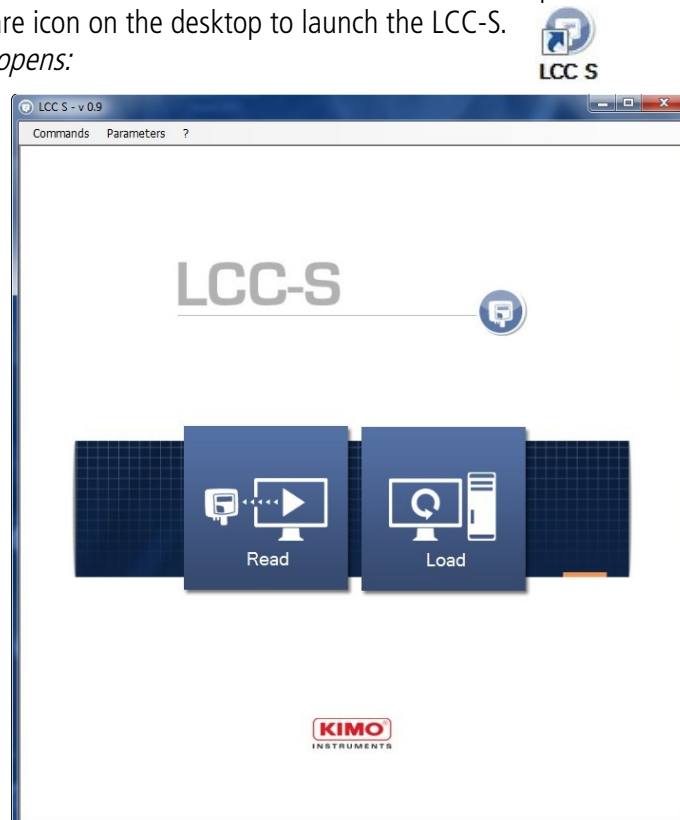 are icon on the desktop to launch the LCC-S.
opens:
LCC S
LCC S - v 0.9
Commands Parameters ?
LCC-S
Read Load
KIMO
INSTRUMENTS